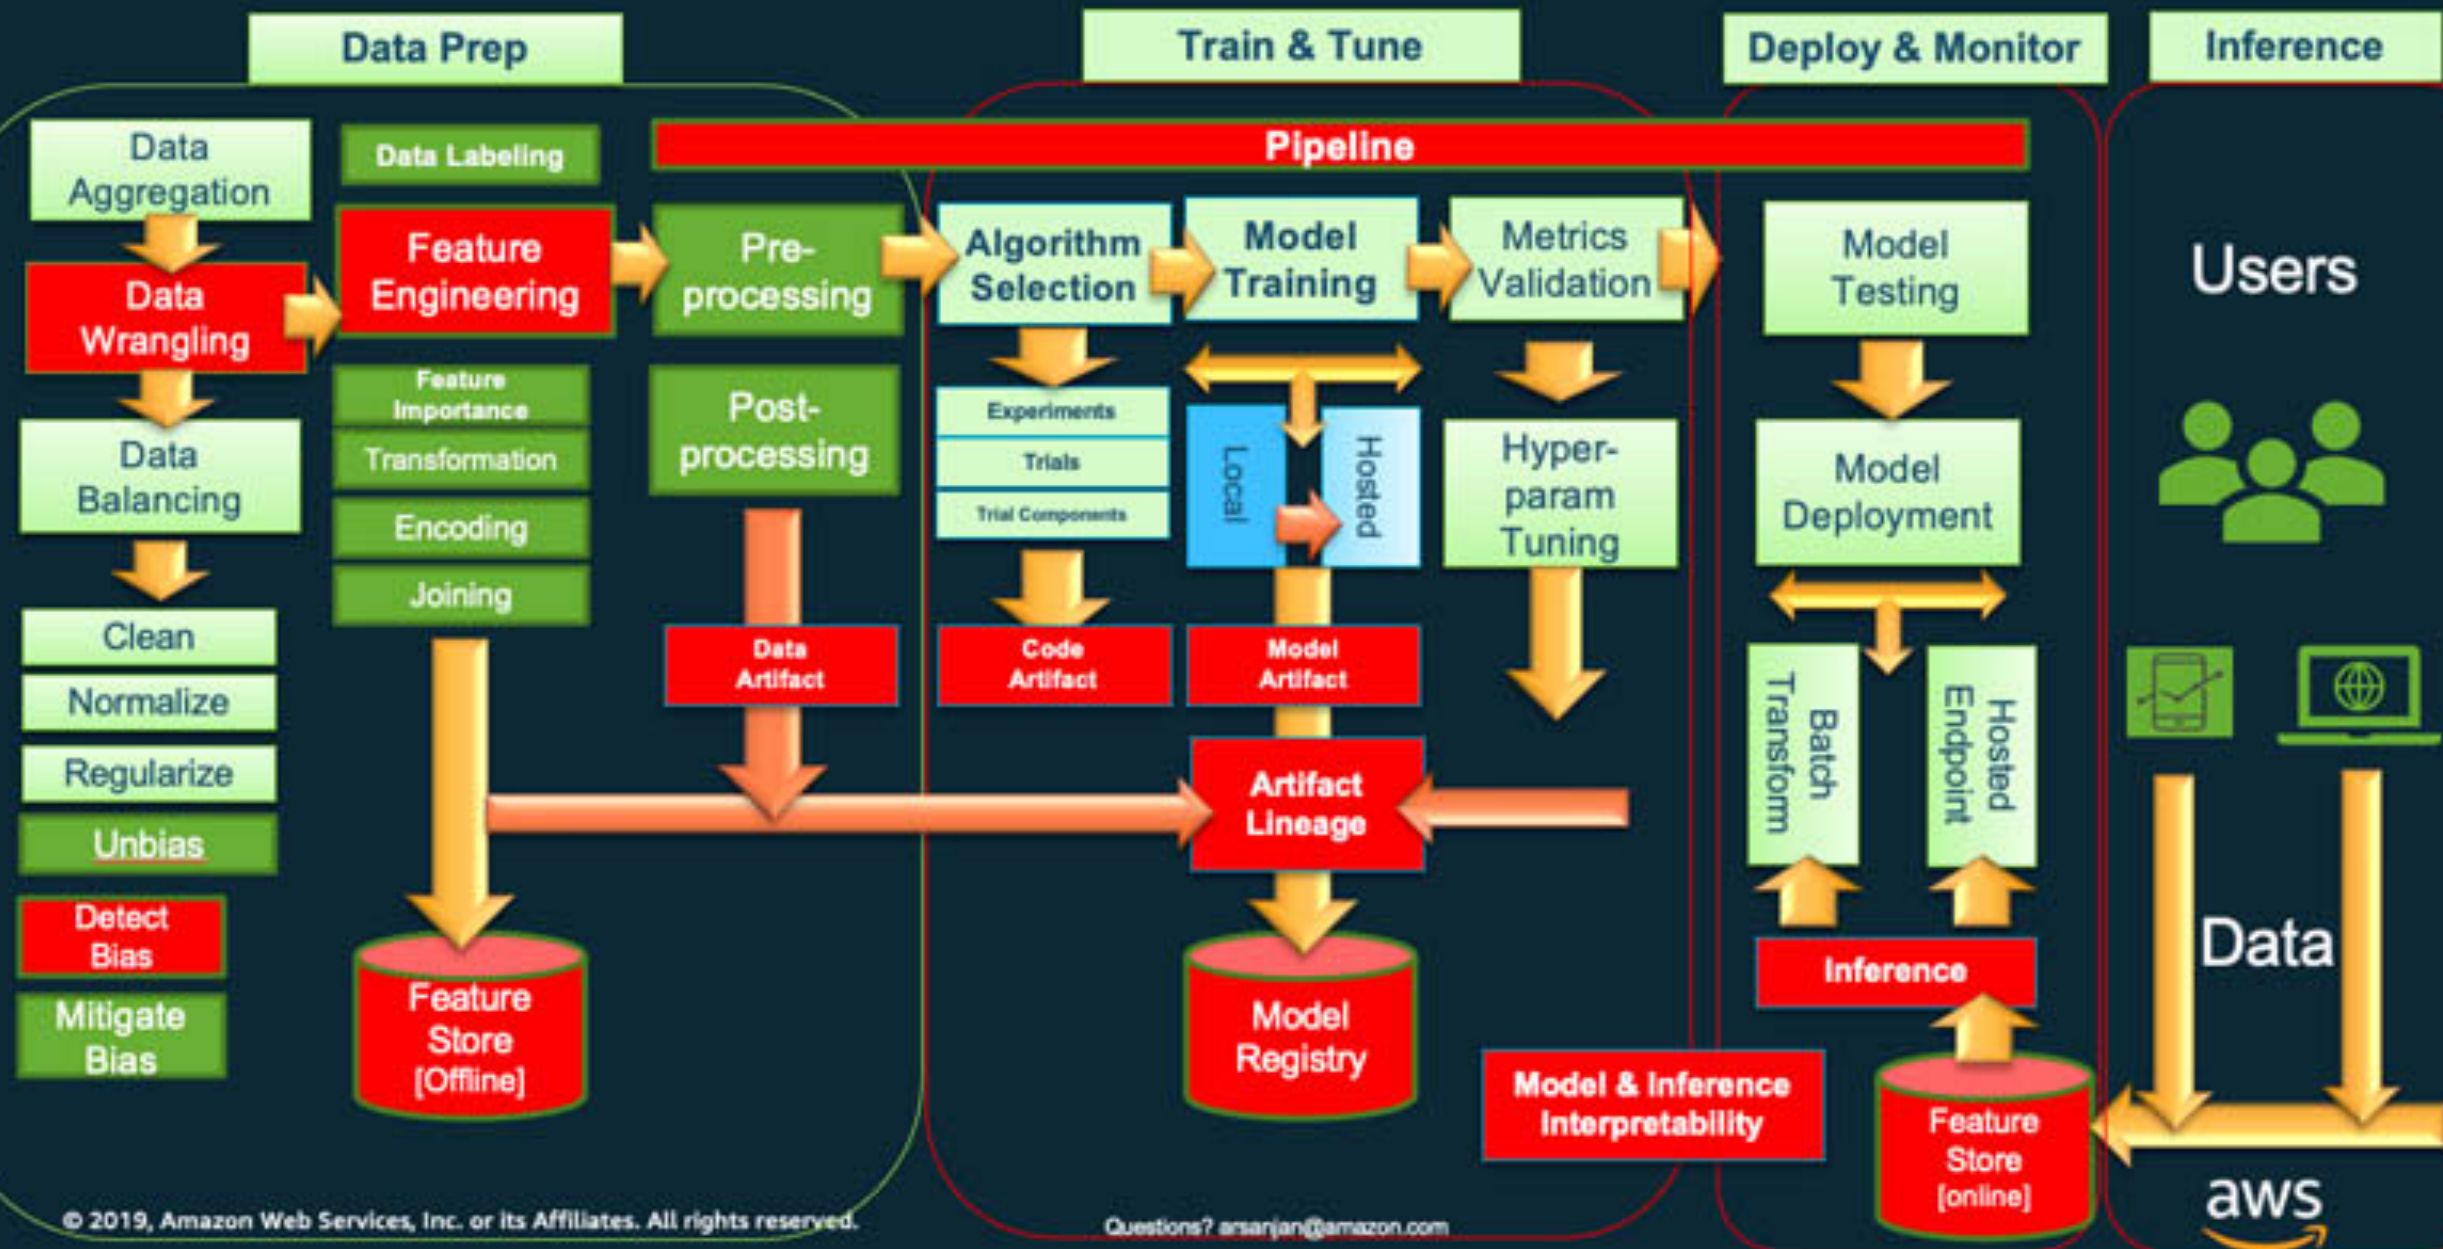 Data Prep
Train & Tune
Deploy & Monitor
Inference
Data
Aggregation
Data Labeling
Pipeline
Data
Wrangling
Feature
Engineering
Pre-
processing
Algorithm
Selection
Model
Training
Metrics
Validation
Model
Testing
Users
Data
Balancing
Feature
Importance
Transformation
Encoding
Joining
Post-
processing
Experiments
Trials
Trial Components
Local
Hosted
Hyper-
param
Tuning
Model
Deployment
Clean
Normalize
Regularize
Unbias
Detect
Bias
Mitigate
Bias
Data
Artifact
Code
Artifact
Model
Artifact
Artifact
Lineage
Batch
Transform
Hosted
Endpoint
Inference
Data
Feature
Store
[Offline]
Model
Registry
Model & Inference
Interpretability
Feature
Store
[online]
aws
© 2019, Amazon Web Services, Inc. or its Affiliates. All rights reserved.
Questions? arsanjan@amazon.com